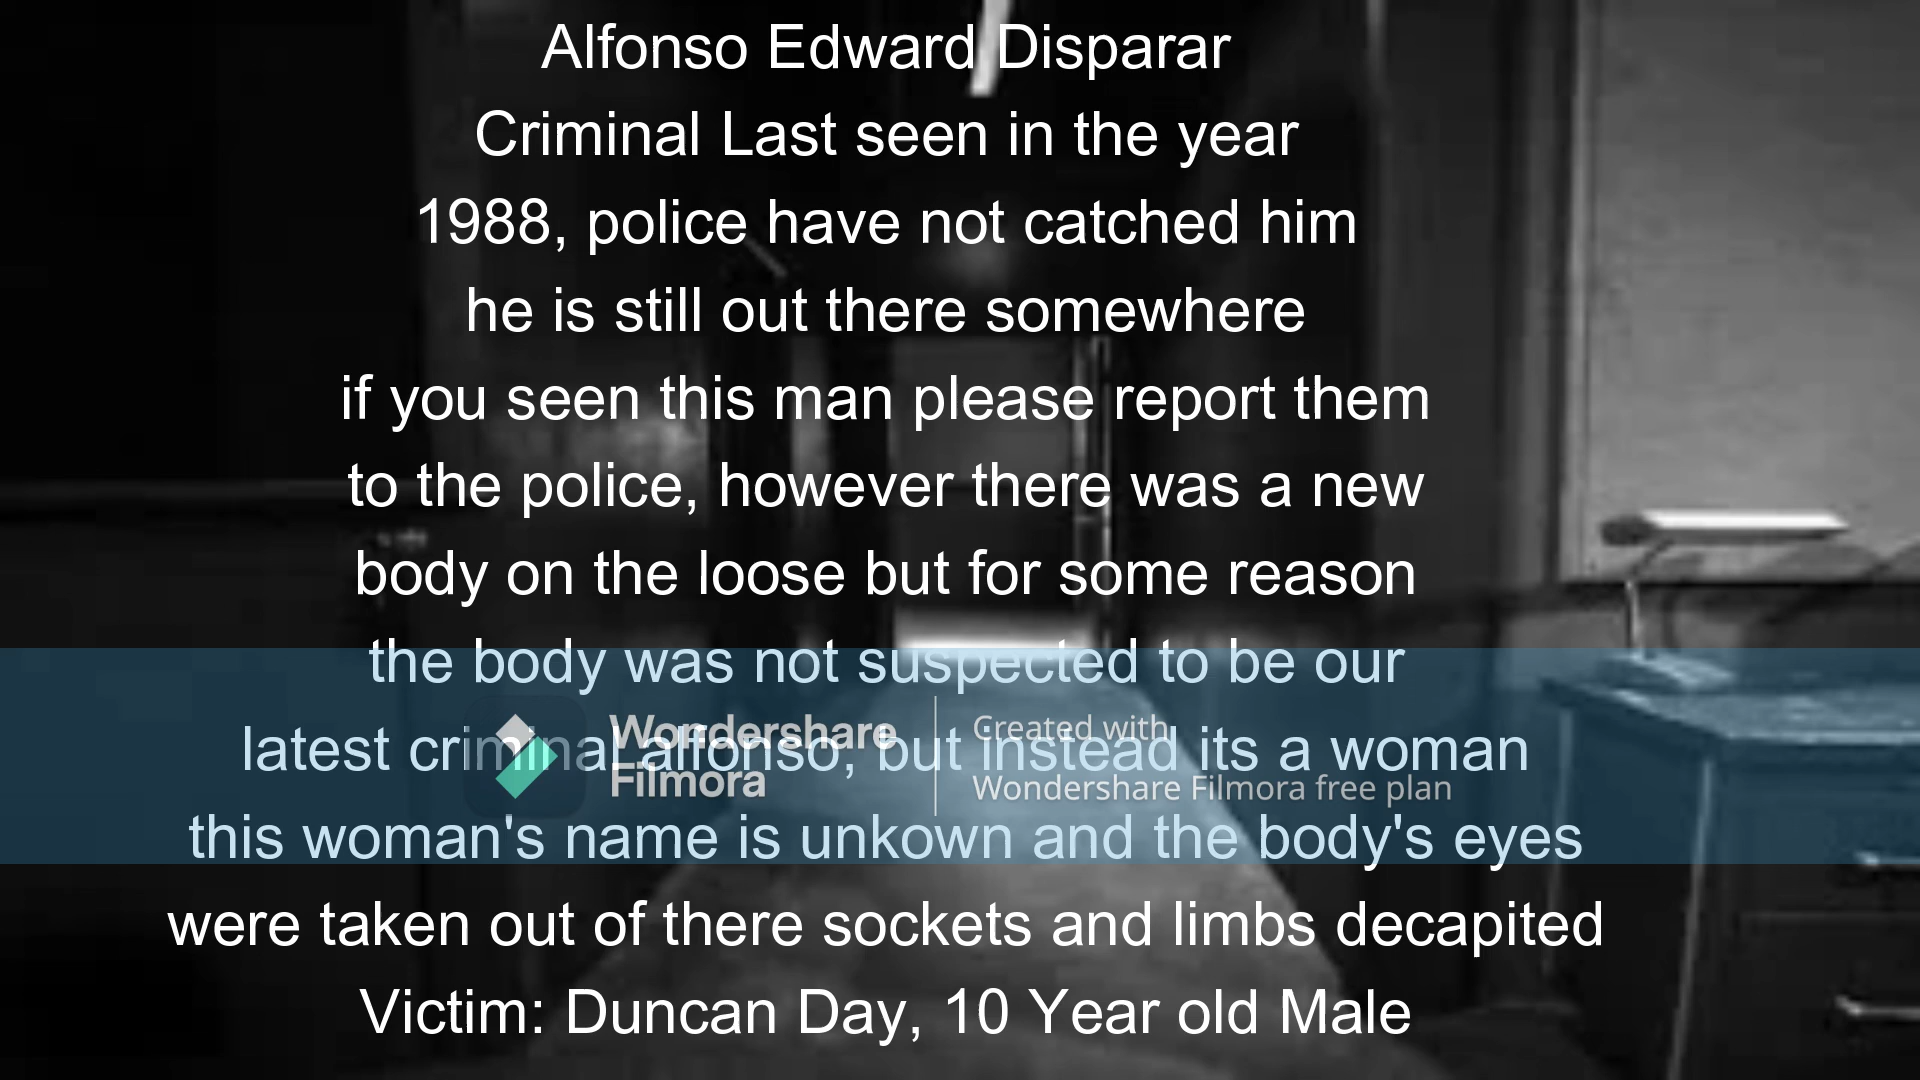 Alfonso Edward Disparar
Criminal Last seen in the year
1988, police have not catched him
he is still out there somewhere
if you seen this man please report them
to the police, however there was a new
body on the loose but for some reason
the body was not suspected to be our
latest criminal alfonso, but instead its a woman
Wondershare
Filmora
Created with
Wondershare Filmora free plan
this woman's name is unkown and the body's eyes
were taken out of there sockets and limbs decapited
Victim: Duncan Day, 10 Year old Male